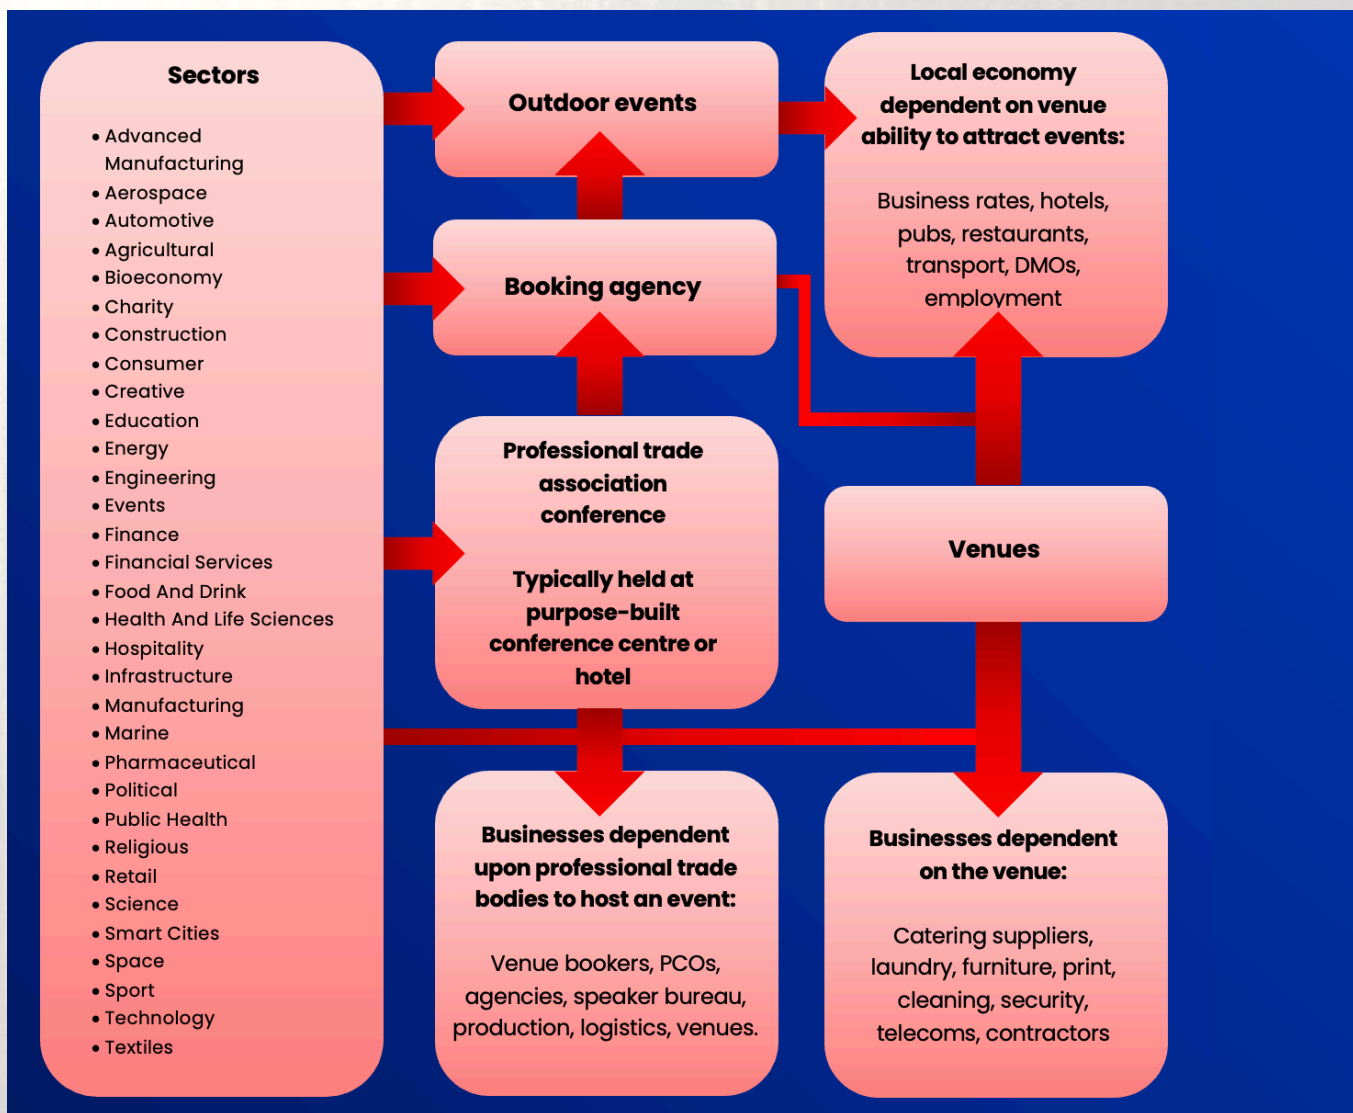 Sectors
• Advanced
Manufacturing
• Aerospace
• Automotive
• Agricultural
• Bioeconomy
• Charity
• Construction
• Consumer
• Creative
• Education
• Energy
• Engineering
• Events
• Finance
• Financial Services
• Food And Drink
• Health And Life Sciences
• Hospitality
• Infrastructure
• Manufacturing
• Marine
• Pharmaceutical
• Political
• Public Health
• Religious
• Retail
• Science
• Smart Cities
• Space
• Sport
• Technology
• Textiles
Outdoor events
Booking agency
Professional trade
association
conference
Typically held at
purpose-built
conference centre or
hotel
Businesses dependent
upon professional trade
bodies to host an event:
Venue bookers, PCOs,
agencies, speaker bureau,
production, logistics, venues.
Local economy
dependent on venue
ability to attract events:
Business rates, hotels,
pubs, restaurants,
transport, DMOs,
employment
Venues
Businesses dependent
on the venue:
Catering suppliers,
laundry, furniture, print,
cleaning, security,
telecoms, contractors